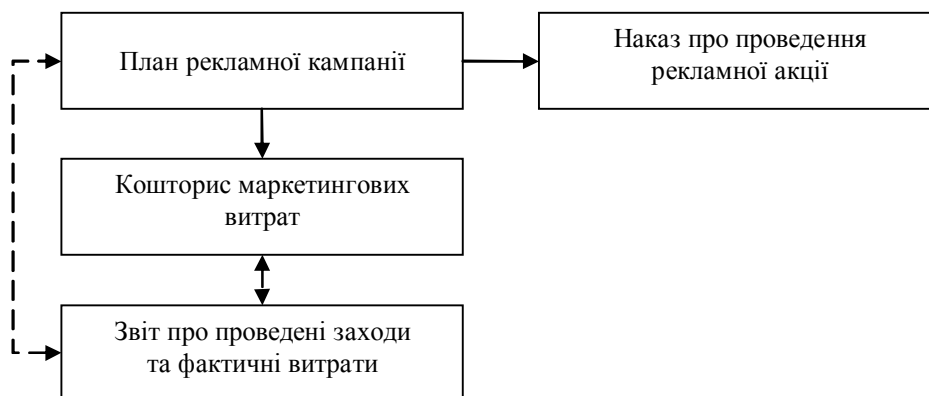 План рекламної кампанії
Наказ про проведення
рекламної акції
Кошторис маркетингових
витрат
Звіт про проведені заходи
та фактичні витрати